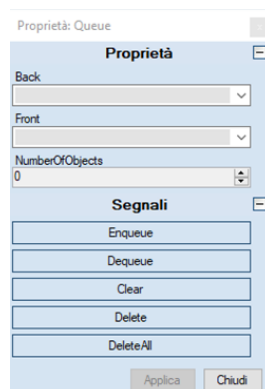 Proprietà: Queue
Proprietà
Back
Front
NumberOfObjects
0
Segnali
Enqueue
Dequeue
Clear
Delete
DeleteAll
Applica Chiudi